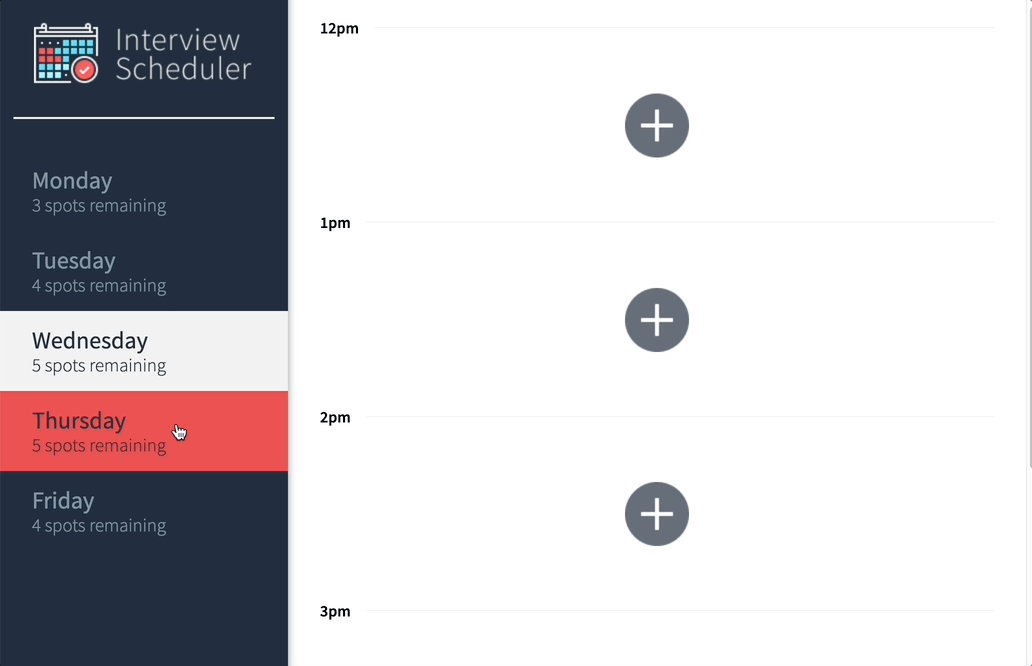 Interview
Scheduler
Monday
3 spots remaining
Tuesday
4 spots remaining
Wednesday
5 spots remaining
Thursday
5 spots remaining
Friday
4 spots remaining
12pm
1pm
2pm
3pm